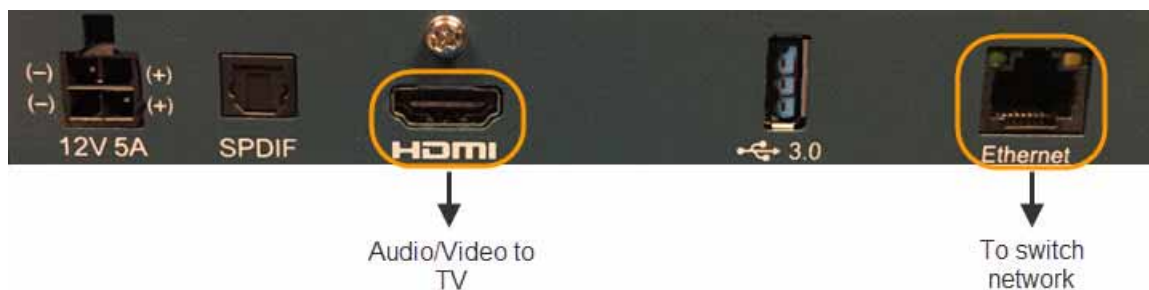 (-) (+)
(-) (+)
12V 5A
SPDIF
HDMI
3.0
Ethernet
Audio/Video to
TV
To switch
network